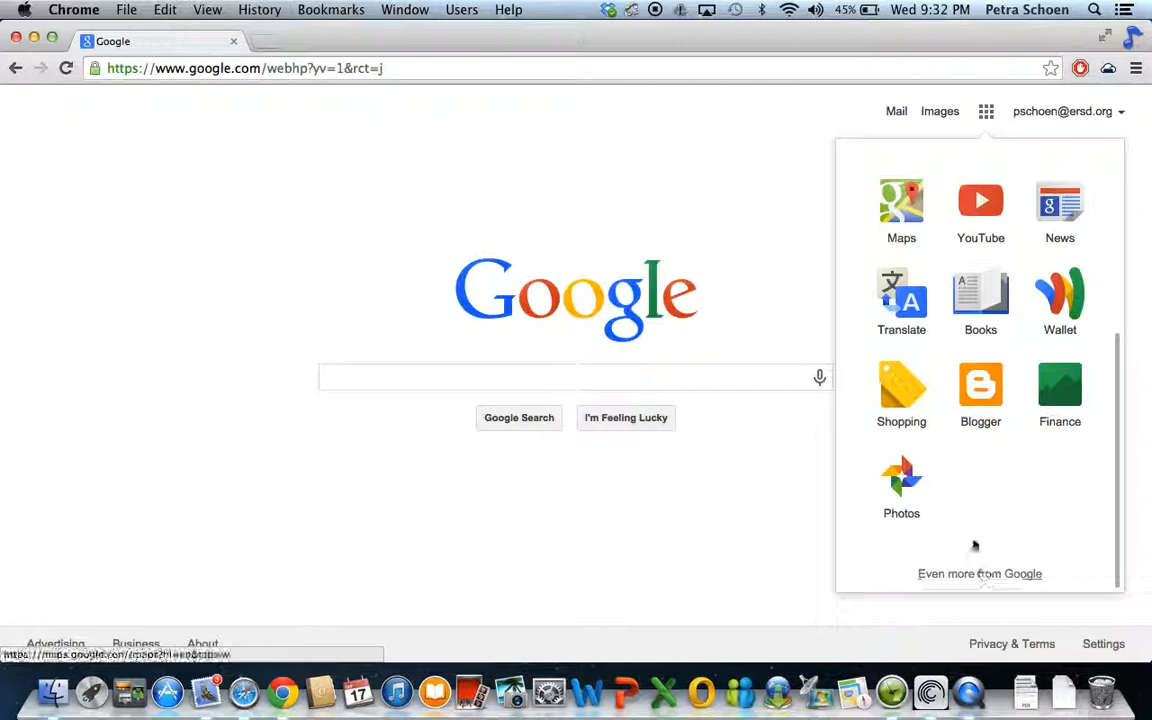 Chrome File Edit View History Bookmarks Window Users Help 45% Wed 9:32 PM Petra Schoen
Google
https://www.google.com/webhp?yv=1&rct=j
Mail Images pschoen@ersd.org
Maps YouTube News
Translate Books Wallet
Google
Shopping Blogger Finance
Google Search I'm Feeling Lucky
Photos
Even more from Google
Advertising Business About Privacy & Terms Settings
17